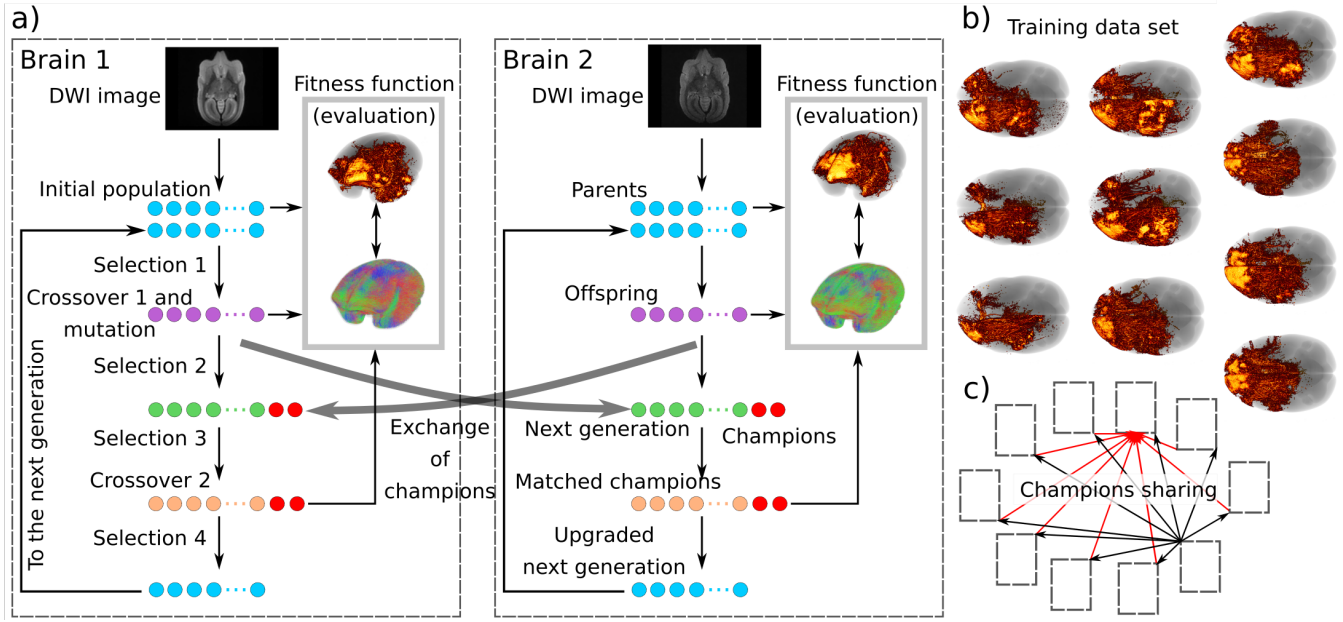 a)
Brain 1
DWI image
Fitness function
(evaluation)
Initial population
Selection 1
Crossover 1 and
mutation
Selection 2
Selection 3
Crossover 2
Selection 4
To the next generation
Exchange
of
champions
Brain 2
DWI image
Fitness function
(evaluation)
Parents
Offspring
Next generation
Champions
Matched champions
Upgraded
next generation
b)
Training data set
c)
Champions sharing